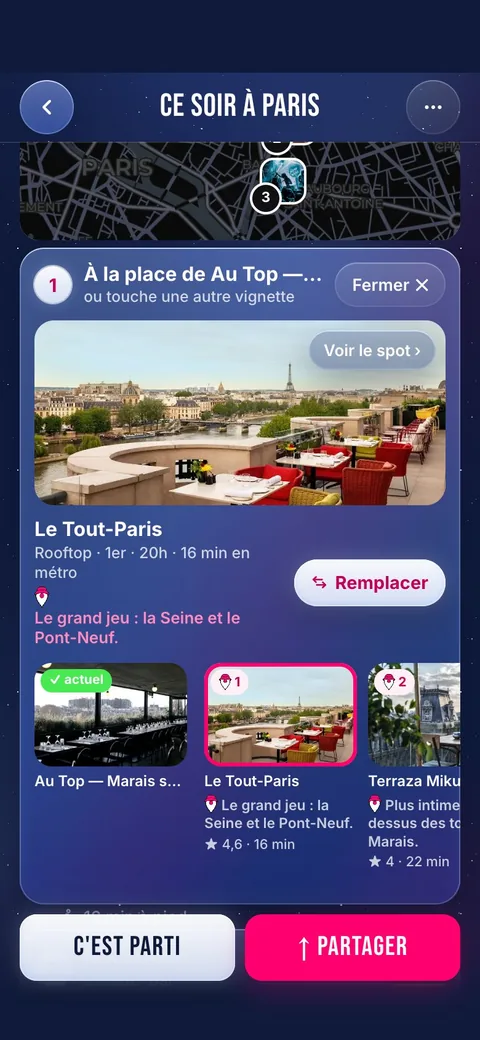 CE SOIR À PARIS
PARIS
3
1
À la place de Au Top —...
ou touche une autre vignette
Fermer ×
Voir le spot ›
Le Tout-Paris
Rooftop · 1er · 20h · 16 min en
métro
Le grand jeu : la Seine et le
Pont-Neuf.
Remplacer
✓ actuel
1
2
Au Top — Marais s...
Le Tout-Paris
Terraza Miku
Le grand jeu : la
Seine et le Pont-Neuf.
Plus intime
dessus des to
Marais.
★ 4,6 · 16 min
★ 4 · 22 min
C'EST PARTI
↑ PARTAGER